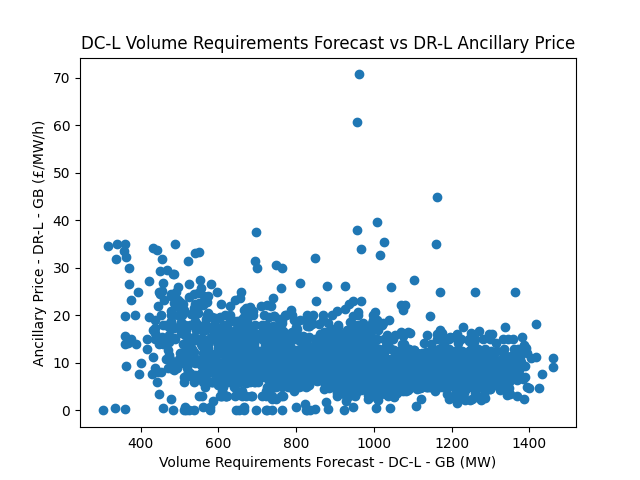 DC-L Volume Requirements Forecast vs DR-L Ancillary Price
Ancillary Price - DR-L - GB (£/MW/h)
70
60
50
40
30
20
10
0
400 600 800 1000 1200 1400
Volume Requirements Forecast - DC-L - GB (MW)